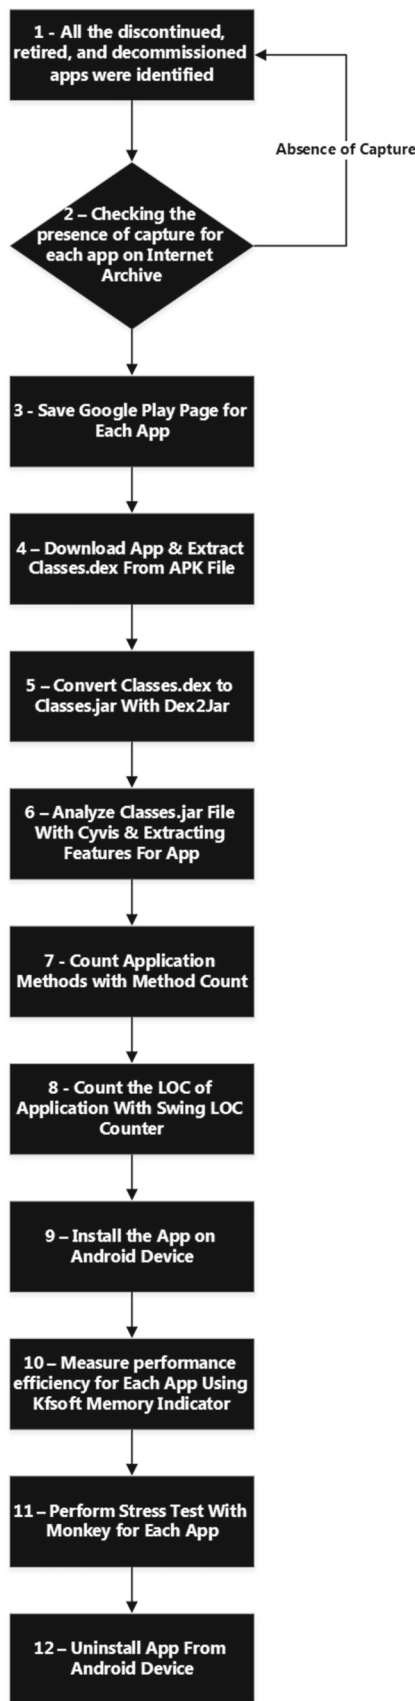 1 - All the discontinued,
retired, and decommissioned
apps were identified
Absence of Capture
2 – Checking the
presence of capture for
each app on Internet
Archive
3 - Save Google Play Page for
Each App
4 – Download App & Extract
Classes.dex From APK File
5 – Convert Classes.dex to
Classes.jar With Dex2Jar
6 – Analyze Classes.jar File
With Cyvis & Extracting
Features For App
7 - Count Application
Methods with Method Count
8 - Count the LOC of
Application With Swing LOC
Counter
9 – Install the App on
Android Device
10 – Measure performance
efficiency for Each App Using
Kfsoft Memory Indicator
11 – Perform Stress Test With
Monkey for Each App
12 – Uninstall App From
Android Device